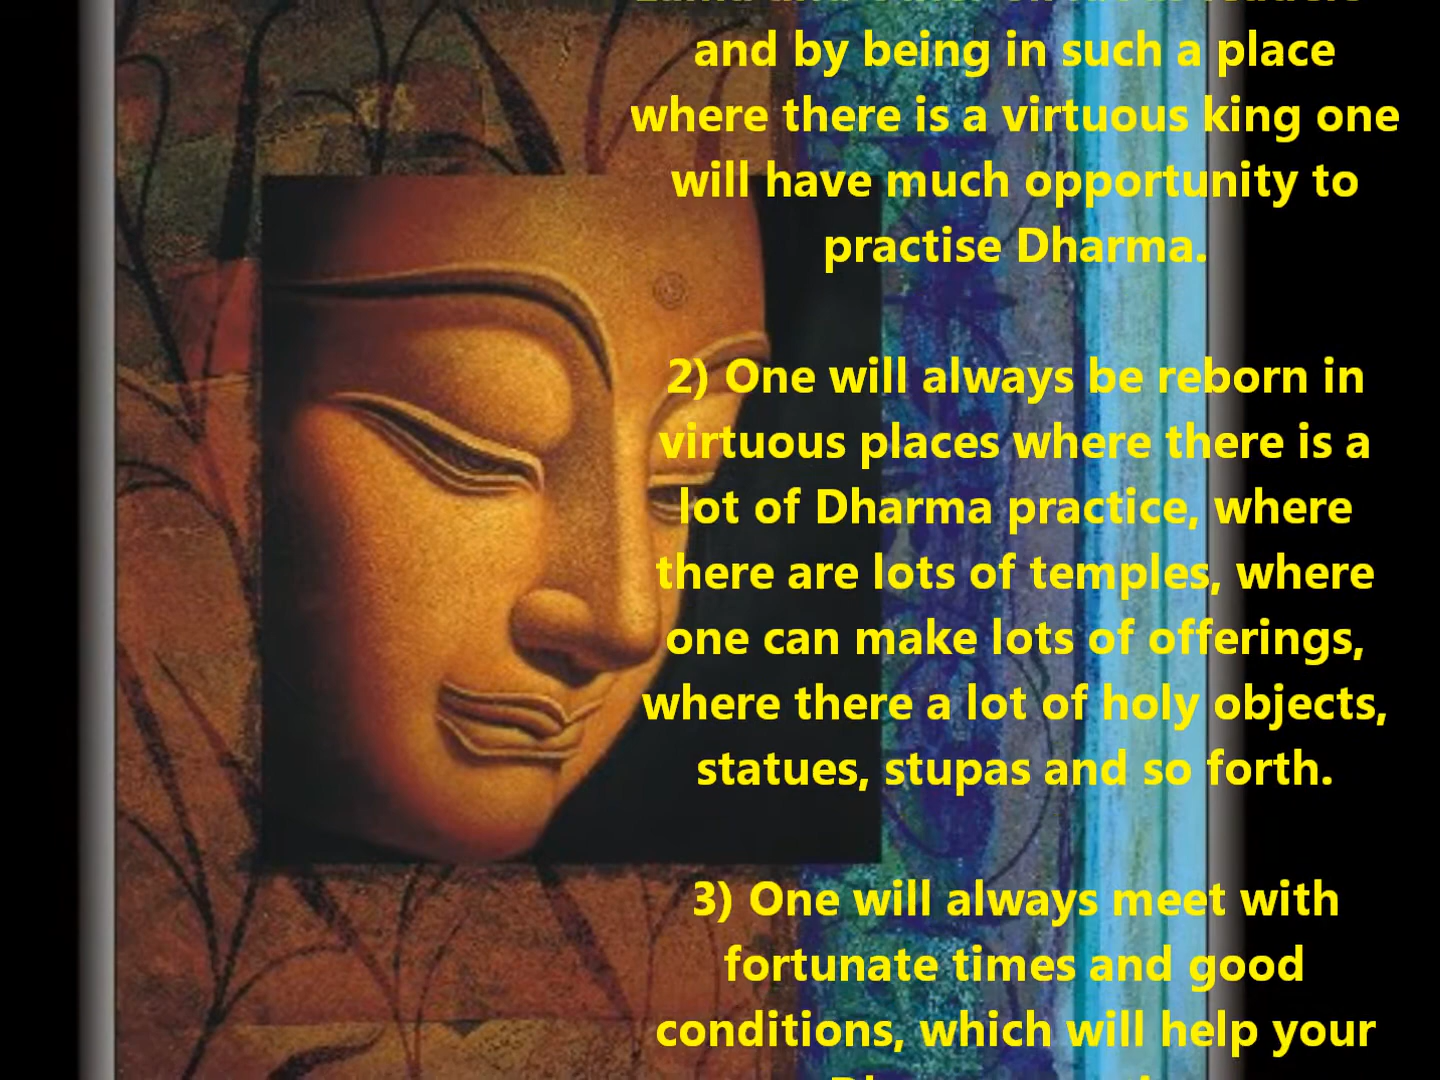 and by being in such a place
where there is a virtuous king one
will have much opportunity to
practise Dharma.
2) One will always be reborn in
virtuous places where there is a
lot of Dharma practice, where
there are lots of temples, where
one can make lots of offerings,
where there a lot of holy objects,
statues, stupas and so forth.
3) One will always meet with
fortunate times and good
conditions, which will help your